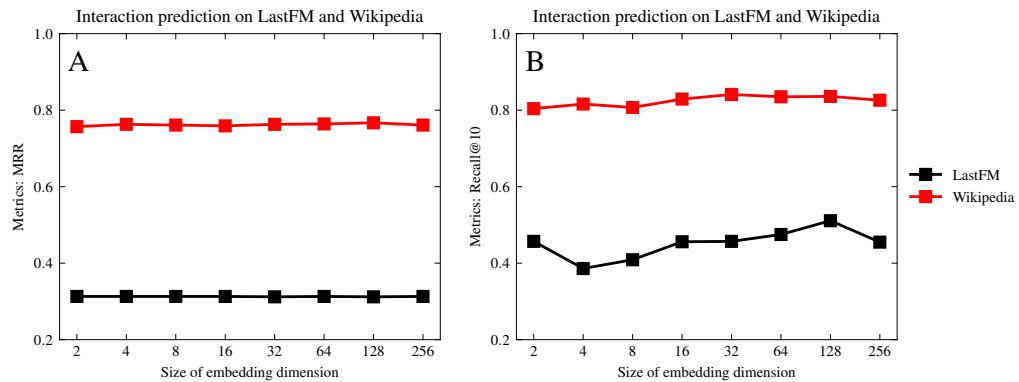 Interaction prediction on LastFM and Wikipedia
A
Metrics: MRR
1.0
0.8
0.6
0.4
0.2
2 4 8 16 32 64 128 256
Size of embedding dimension
Interaction prediction on LastFM and Wikipedia
B
Metrics: Recall@10
1.0
0.8
0.6
0.4
0.2
2 4 8 16 32 64 128 256
Size of embedding dimension
LastFM
Wikipedia